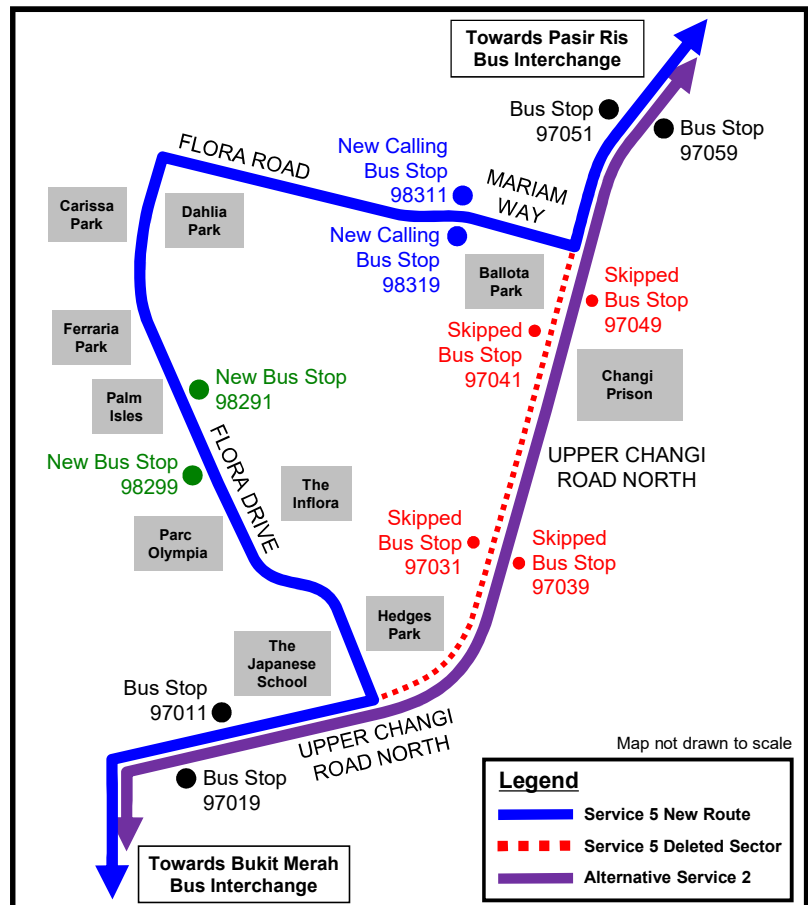 Towards Pasir Ris
Bus Interchange
Bus Stop
97051
Bus Stop
97059
FLORA ROAD
New Calling
Bus Stop
98311
MARIAM
WAY
Carissa
Park
Dahlia
Park
New Calling
Bus Stop
98319
Ballota
Park
Skipped
Bus Stop
97049
Skipped
Bus Stop
97041
Ferraria
Park
Changi
Prison
New Bus Stop
98291
Palm
Isles
UPPER CHANGI
ROAD NORTH
New Bus Stop
98299
FLORA DRIVE
The
Inflora
Parc
Olympia
Skipped
Bus Stop
97031
Skipped
Bus Stop
97039
Hedges
Park
The
Japanese
School
Bus Stop
97011
UPPER CHANGI
ROAD NORTH
Map not drawn to scale
Bus Stop
97019
Legend
Service 5 New Route
Service 5 Deleted Sector
Alternative Service 2
Towards Bukit Merah
Bus Interchange